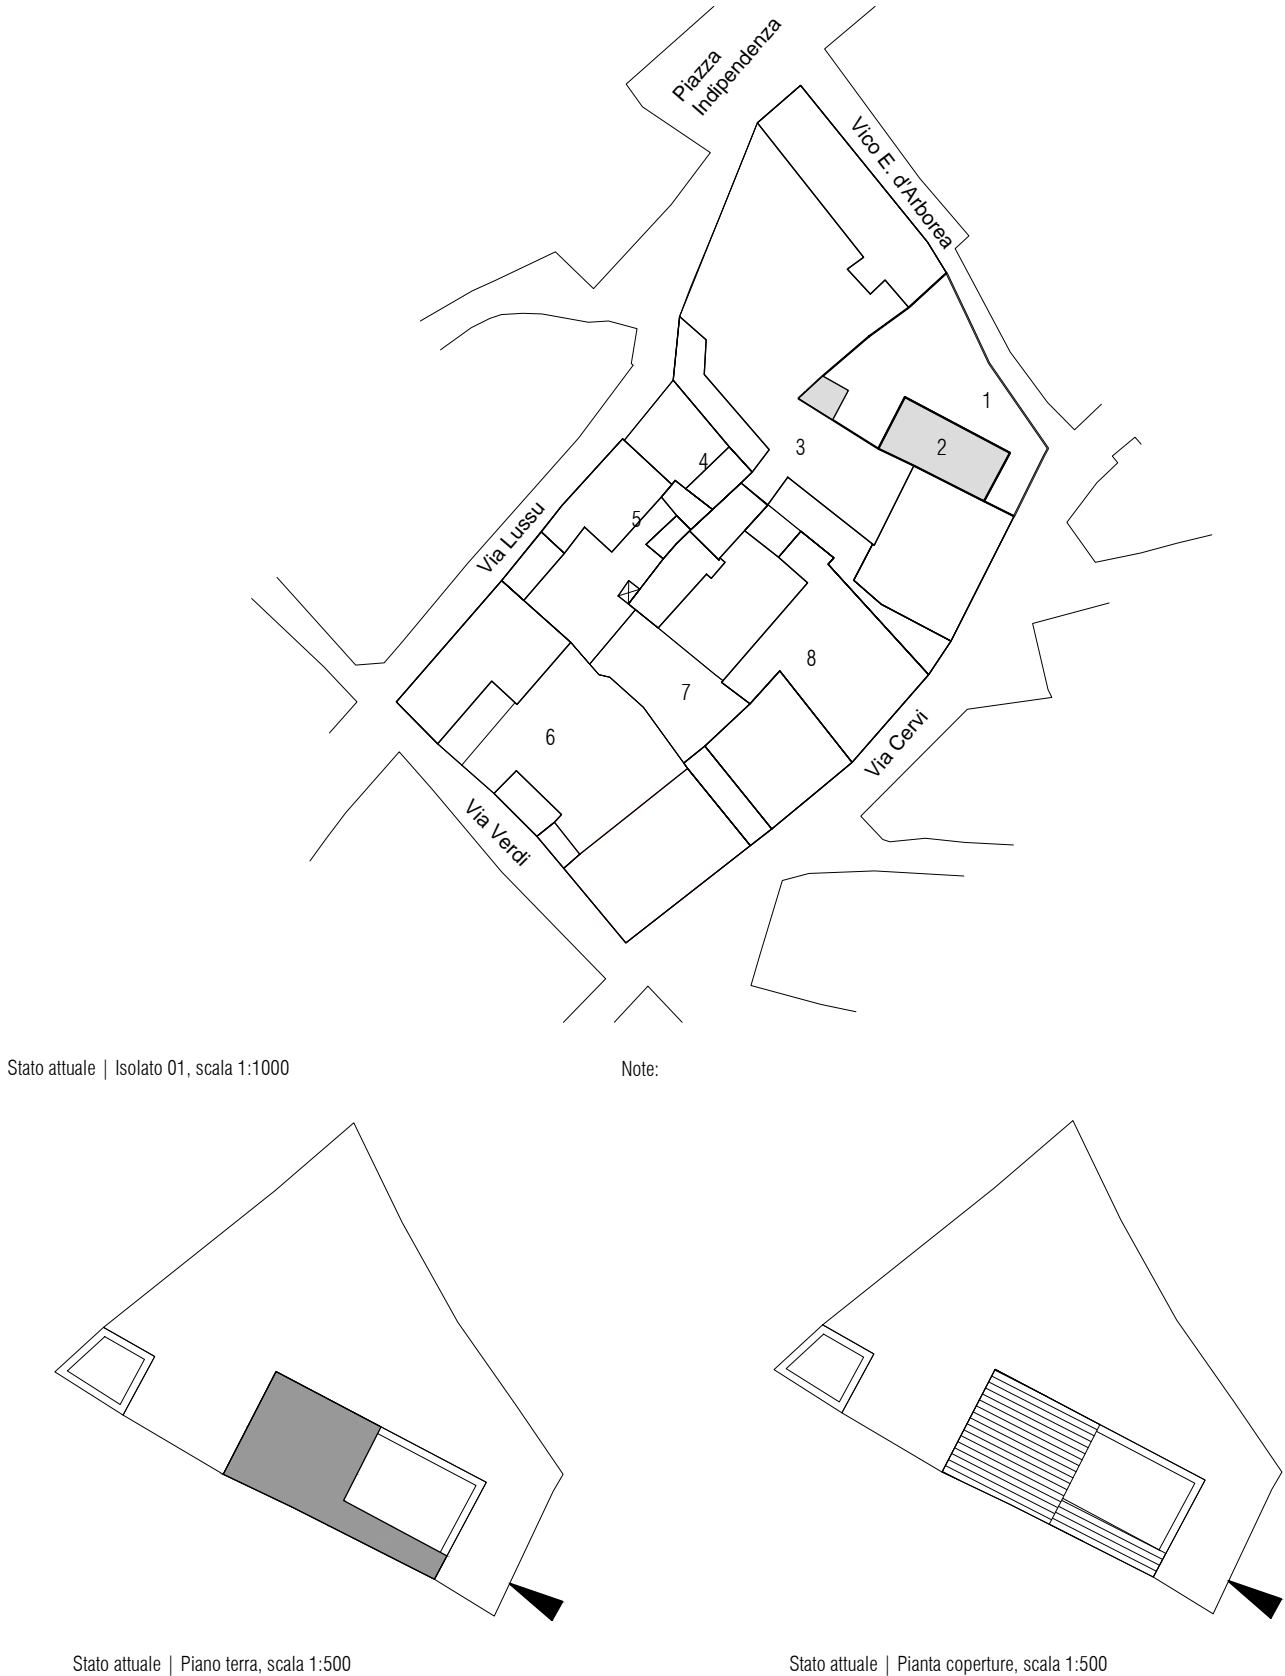 Piazza
Indipendenza
Vico E. d'Arborea
1
2
3
4
5
Via Lussu
8
7
6
Via Cervi
Via Verdi
Stato attuale | Isolato 01, scala 1:1000
Note:
Stato attuale | Piano terra, scala 1:500
Stato attuale | Pianta coperture, scala 1:500